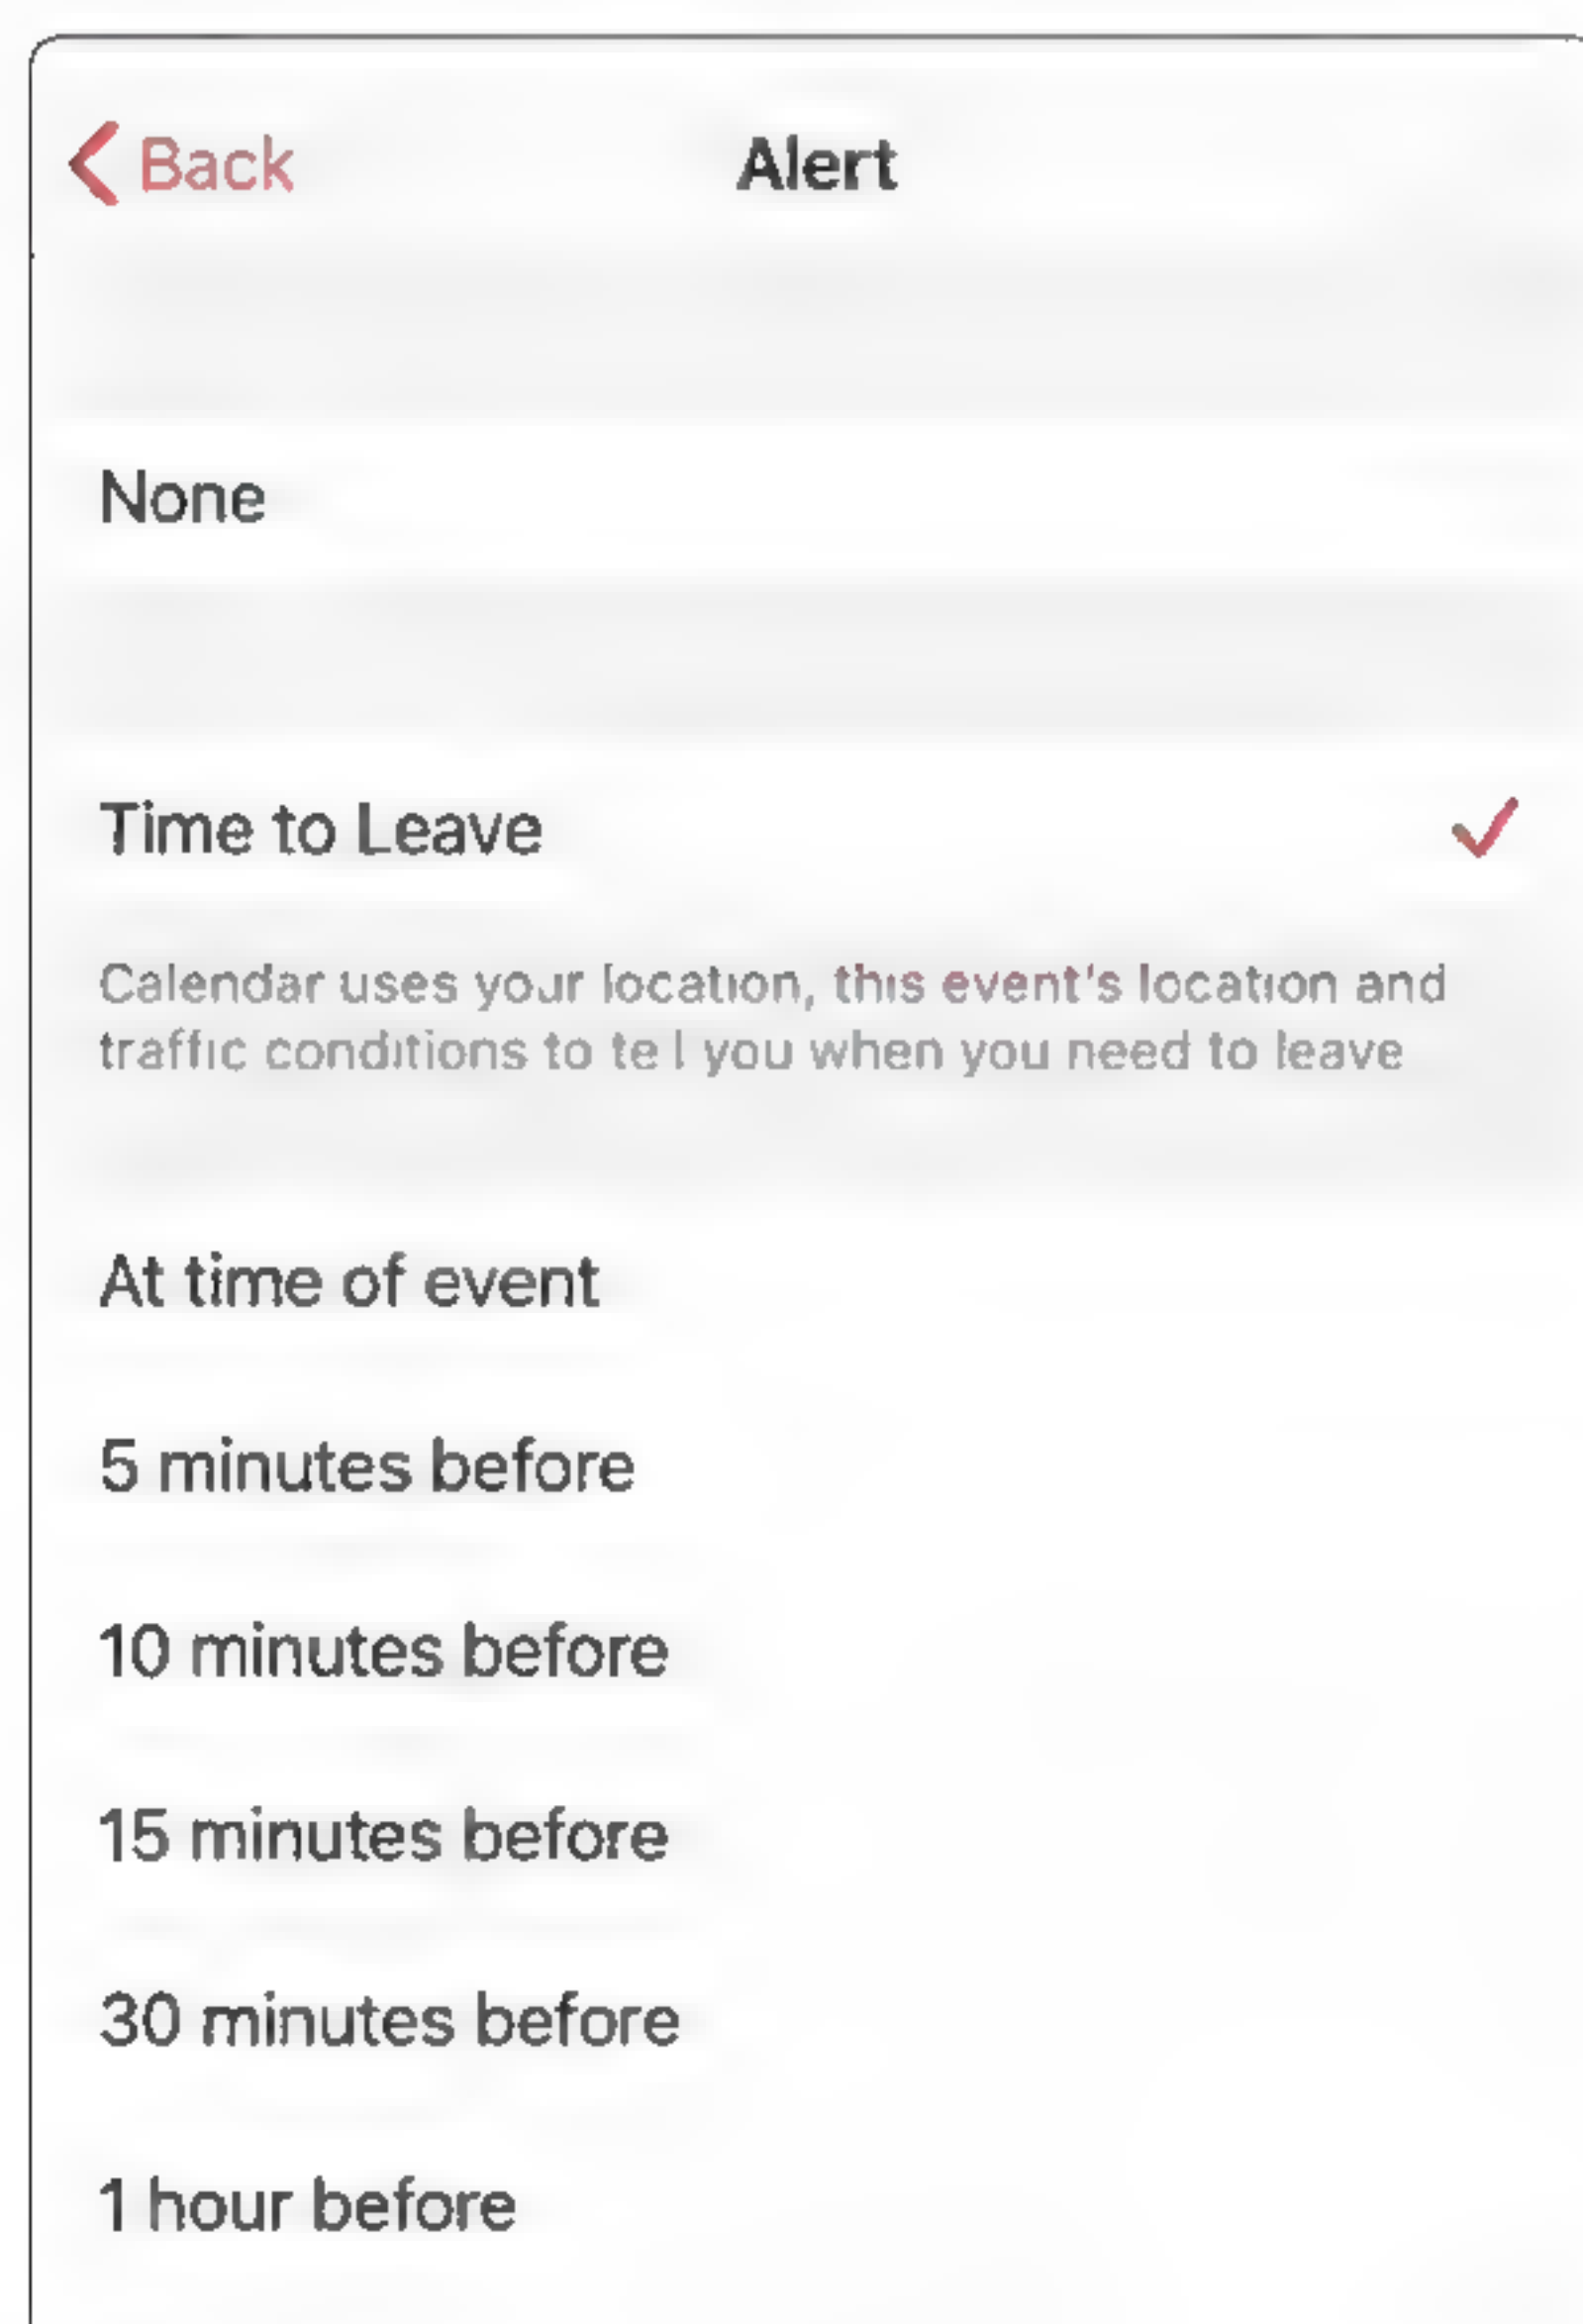 Back
Alert
None
Time to Leave
Calendar uses your location, this event's location and
traffic conditions to tell you when you need to leave
At time of event
5 minutes before
10 minutes before
15 minutes before
30 minutes before
1 hour before